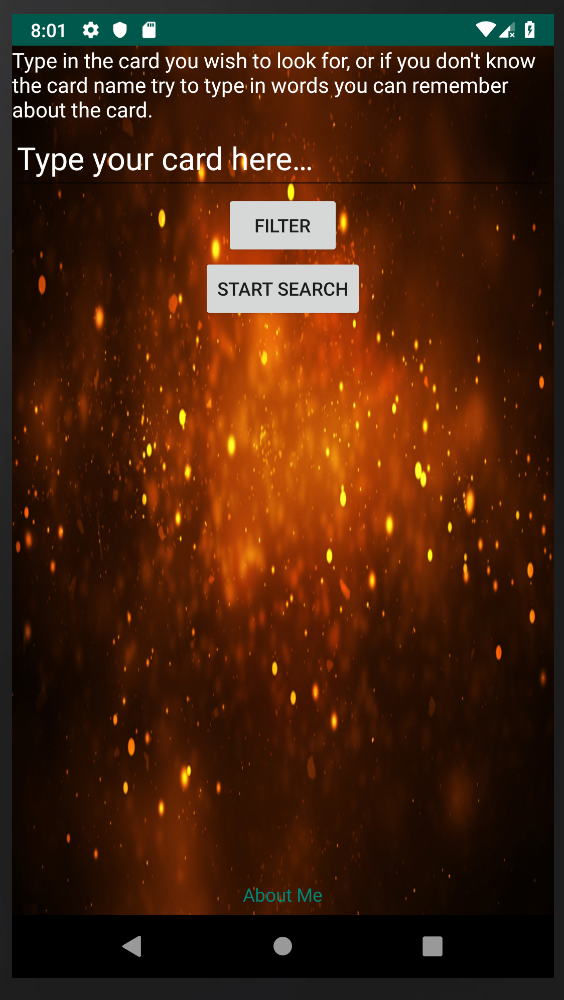 8:01
Type in the card you wish to look for, or if you don't know
the card name try to type in words you can remember
about the card.
Type your card here...
FILTER
START SEARCH
About Me